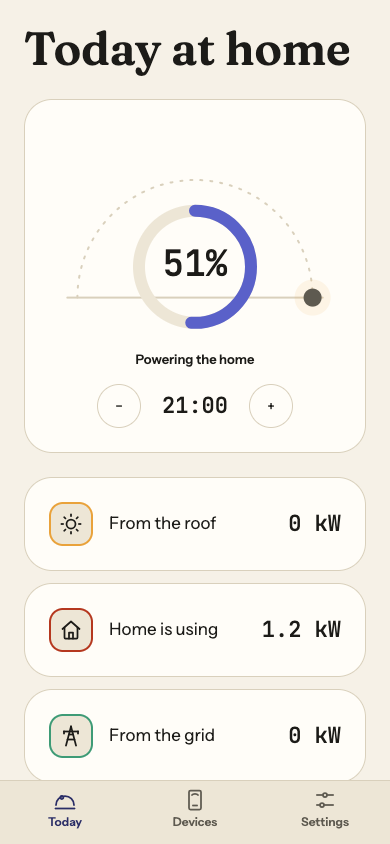 Today at home
51%
Powering the home
− 21:00 +
From the roof 0 kW
Home is using 1.2 kW
From the grid 0 kW
Today Devices Settings